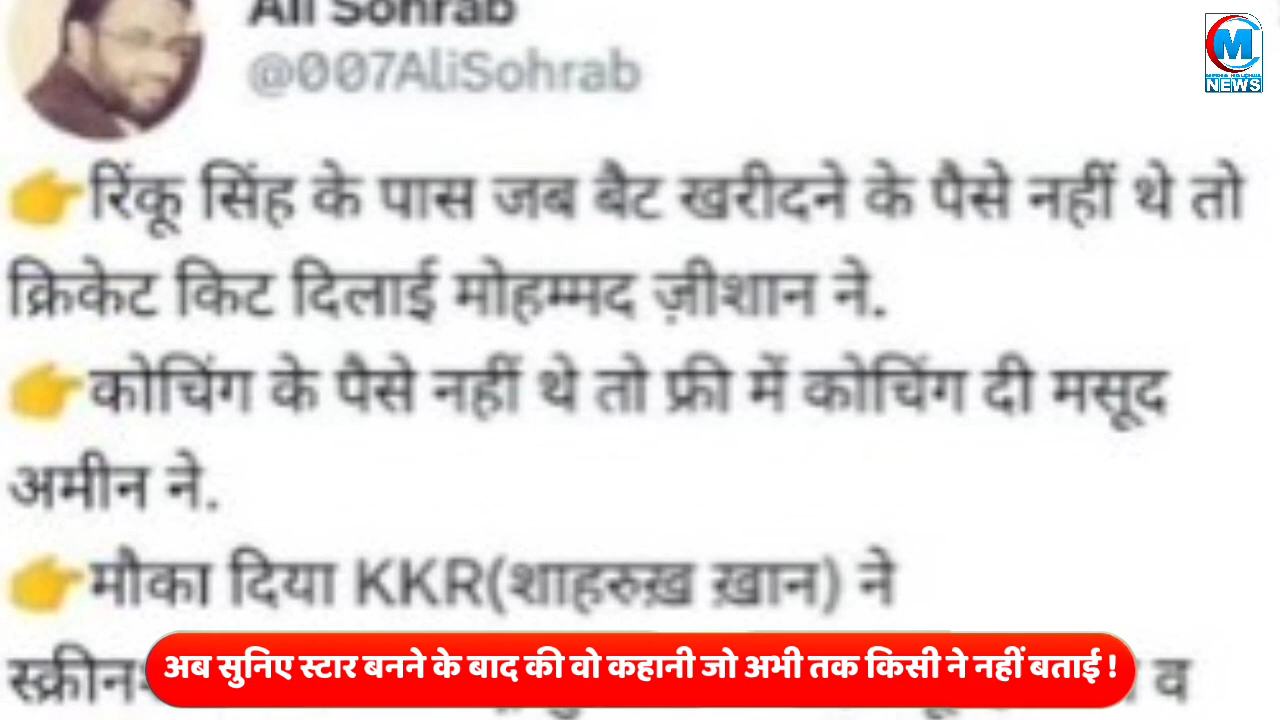 Ali Sohrab
@007AliSohrab
👉रिंकू सिंह के पास जब बैट खरीदने के पैसे नहीं थे तो
क्रिकेट किट दिलाई मोहम्मद ज़ीशान ने.
👉कोचिंग के पैसे नहीं थे तो फ्री में कोचिंग दी मसूद
अमीन ने.
👉मौका दिया KKR(शाहरुख़ ख़ान) ने
व
अब सुनिए स्टार बनने के बाद की वो कहानी जो अभी तक किसी ने नहीं बताई !
M
NEWS